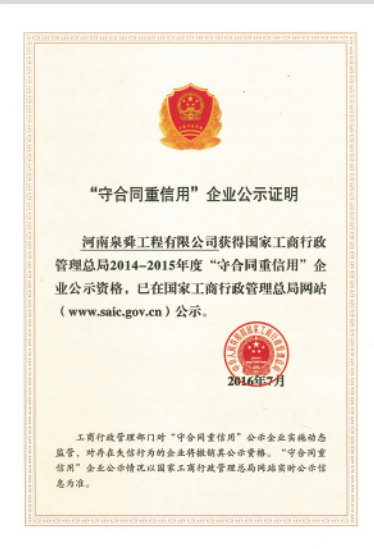 “守合同重信用”企业公示证明
河南泉舜工程有限公司获得国家工商行政
管理总局2014-2015年度“守合同重信用”企
业公示资格，已在国家工商行政管理总局网站
（www.saic.gov.cn）公示。
2016年7月
工商行政管理部门对“守合同重信用”公示企业实施动态
监管，对存在失信行为的企业将撤销其公示资格。“守合同重
信用”企业公示情况以国家工商行政管理总局网站实时公示信
息为准。